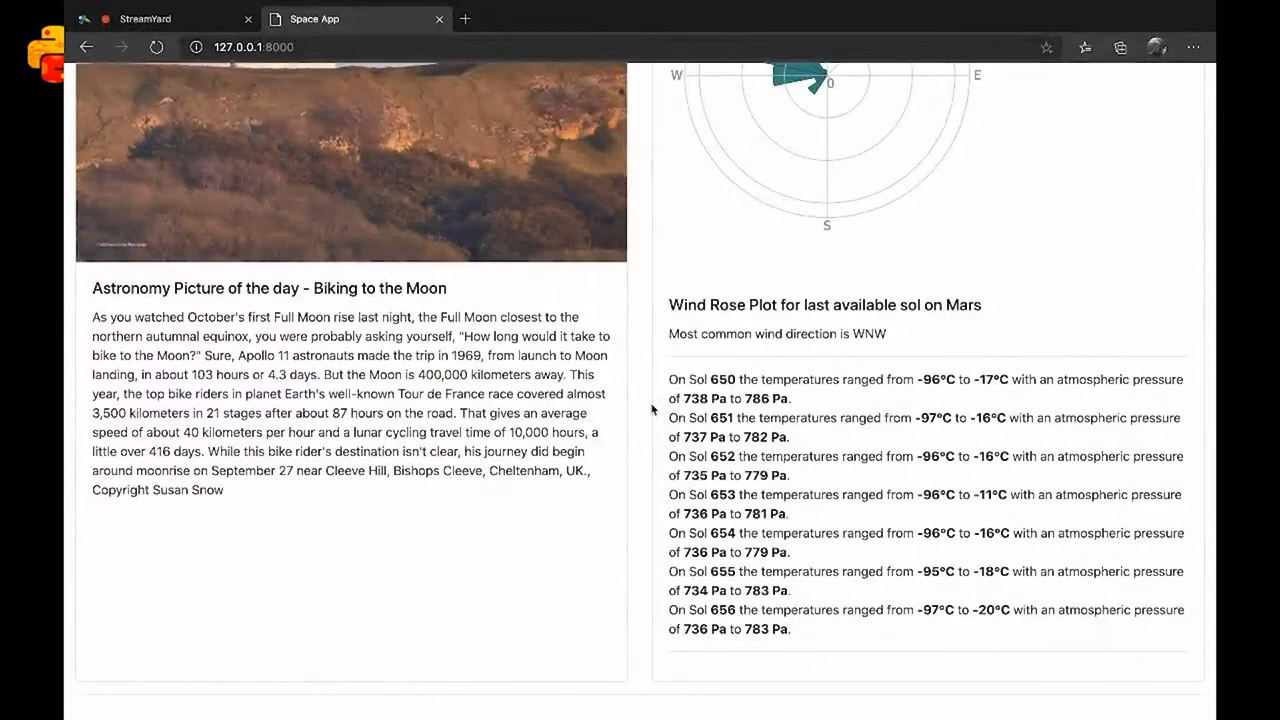 StreamYard
Space App
127.0.0.1:8000
W
E
0
S
Astronomy Picture of the day - Biking to the Moon
As you watched October's first Full Moon rise last night, the Full Moon closest to the
northern autumnal equinox, you were probably asking yourself, "How long would it take to
bike to the Moon?" Sure, Apollo 11 astronauts made the trip in 1969, from launch to Moon
landing, in about 103 hours or 4.3 days. But the Moon is 400,000 kilometers away. This
year, the top bike riders in planet Earth's well-known Tour de France race covered almost
3,500 kilometers in 21 stages after about 87 hours on the road. That gives an average
speed of about 40 kilometers per hour and a lunar cycling travel time of 10,000 hours, a
little over 416 days. While this bike rider's destination isn't clear, his journey did begin
around moonrise on September 27 near Cleeve Hill, Bishops Cleeve, Cheltenham, UK.,
Copyright Susan Snow
Wind Rose Plot for last available sol on Mars
Most common wind direction is WNW
On Sol 650 the temperatures ranged from -96°C to -17°C with an atmospheric pressure
of 738 Pa to 786 Pa.
On Sol 651 the temperatures ranged from -97°C to -16°C with an atmospheric pressure
of 737 Pa to 782 Pa.
On Sol 652 the temperatures ranged from -96°C to -16°C with an atmospheric pressure
of 735 Pa to 779 Pa.
On Sol 653 the temperatures ranged from -96°C to -11°C with an atmospheric pressure
of 736 Pa to 781 Pa.
On Sol 654 the temperatures ranged from -96°C to -16°C with an atmospheric pressure
of 736 Pa to 779 Pa.
On Sol 655 the temperatures ranged from -95°C to -18°C with an atmospheric pressure
of 734 Pa to 783 Pa.
On Sol 656 the temperatures ranged from -97°C to -20°C with an atmospheric pressure
of 736 Pa to 783 Pa.